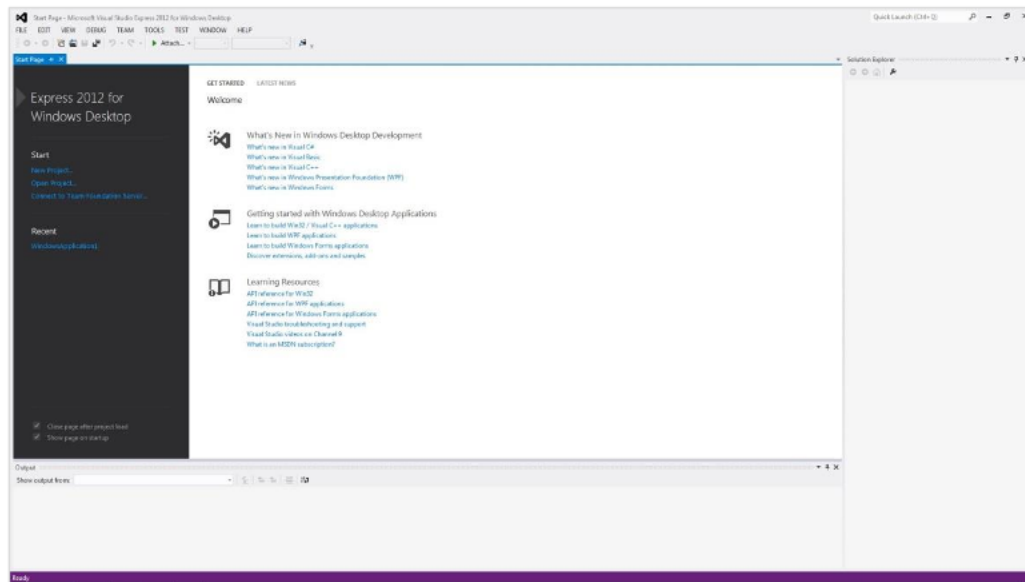 Start Page - Microsoft Visual Studio Express 2012 for Windows Desktop
Quick Launch (Ctrl+Q)
FILE EDIT VIEW DEBUG TEAM TOOLS TEST WINDOW HELP
Attach...
Start Page
Solution Explorer
Express 2012 for
Windows Desktop
Start
New Project...
Open Project...
Connect to Team Foundation Server...
Recent
WindowsApplication1
Close page after project load
Show page on startup
GET STARTED LATEST NEWS
Welcome
What's New in Windows Desktop Development
What's new in Visual C#
What's new in Visual Basic
What's new in Visual C++
What's new in Windows Presentation Foundation (WPF)
What's new in Windows Forms
Getting started with Windows Desktop Applications
Learn to build Win32 / Visual C++ applications
Learn to build WPF applications
Learn to build Windows Forms applications
Discover extensions, add-ons and samples
Learning Resources
API reference for Win32
API reference for WPF applications
API reference for Windows Forms applications
Visual Studio troubleshooting and support
Visual Studio videos on Channel 9
What is an MSDN subscription?
Output
Show output from:
Ready